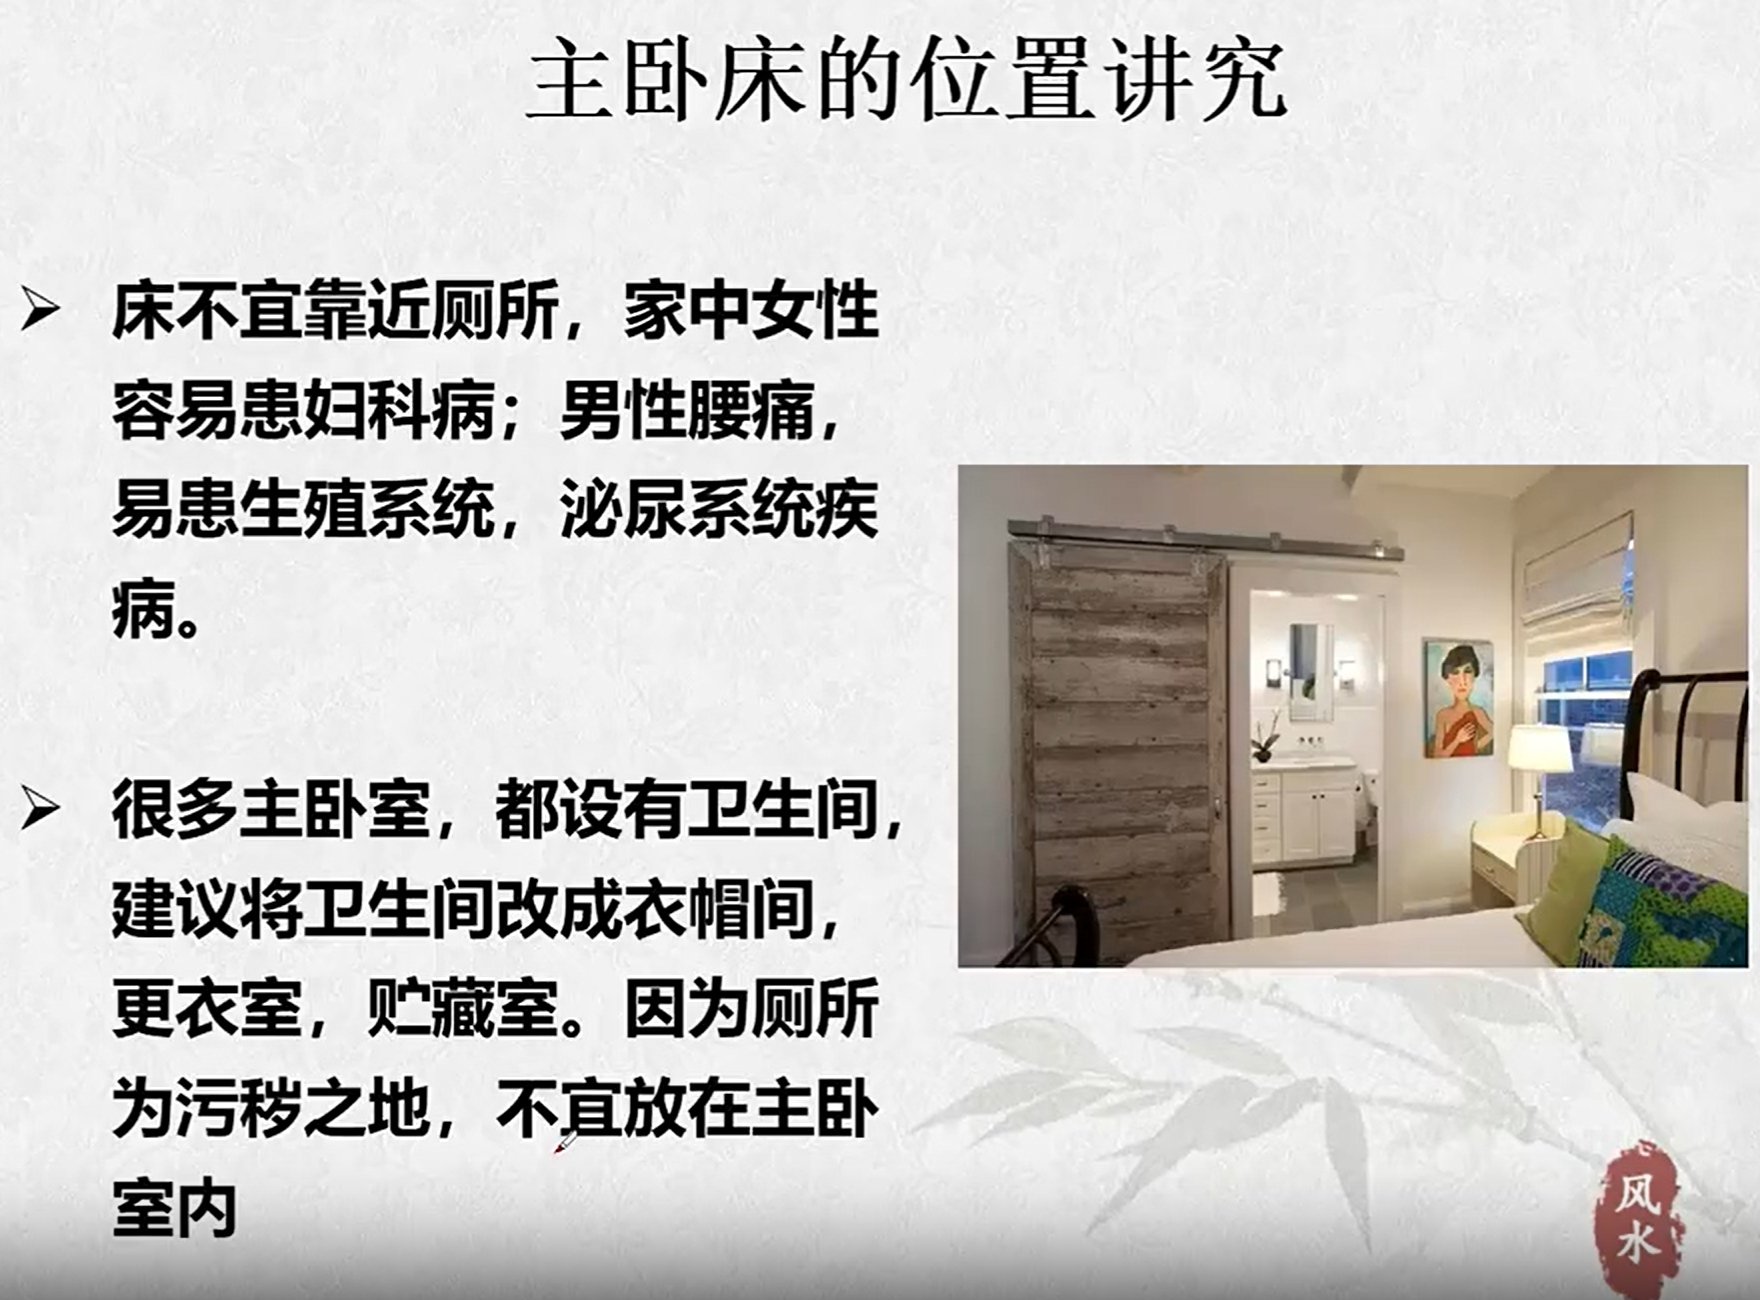 主卧床的位置讲究
床不宜靠近厕所，家中女性
容易患妇科病；男性腰痛，
易患生殖系统，泌尿系统疾
病。
很多主卧室，都设有卫生间，
建议将卫生间改成衣帽间，
更衣室，贮藏室。因为厕所
为污秽之地，不宜放在主卧
室内
风
水